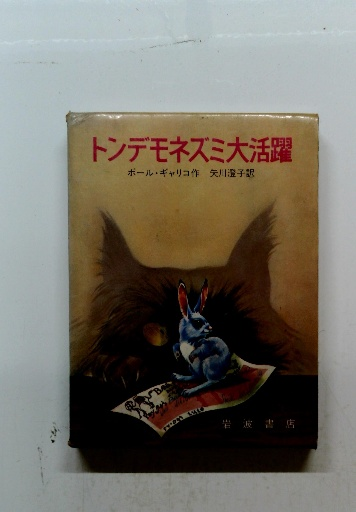 トンデモネズミ大活躍
ポール・ギャリコ作 矢川澄子訳
岩波書店